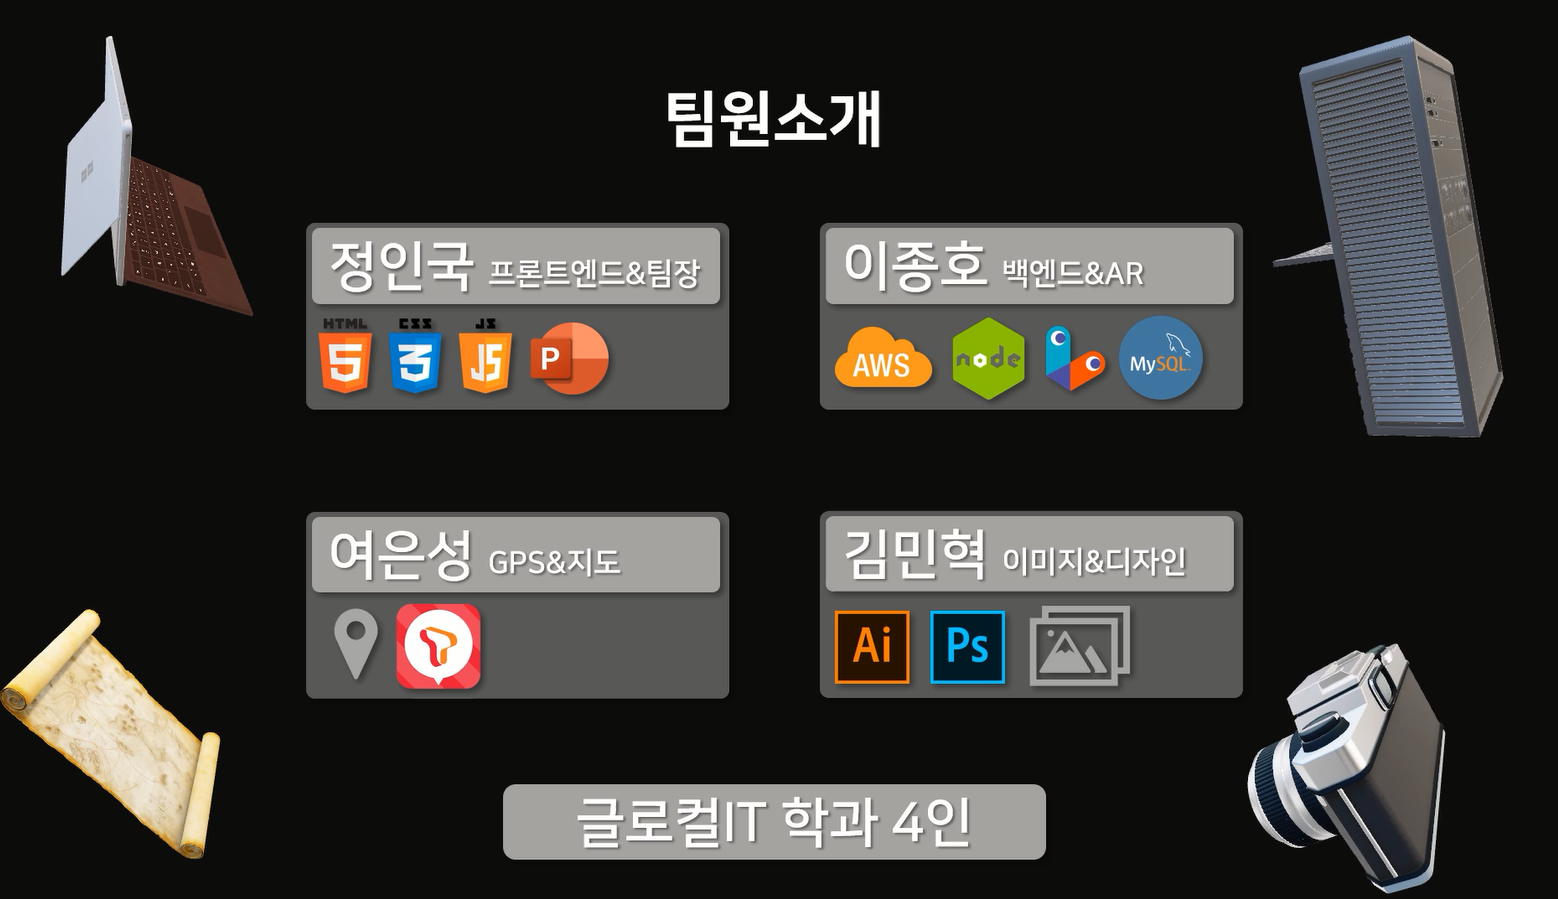 팀원소개
정인국 프론트엔드&팀장
HTML CSS JS
5 3 JS P
이종호 백엔드&AR
AWS node MySQL
여은성 GPS&지도
김민혁 이미지&디자인
Ai Ps
글로컬IT 학과 4인